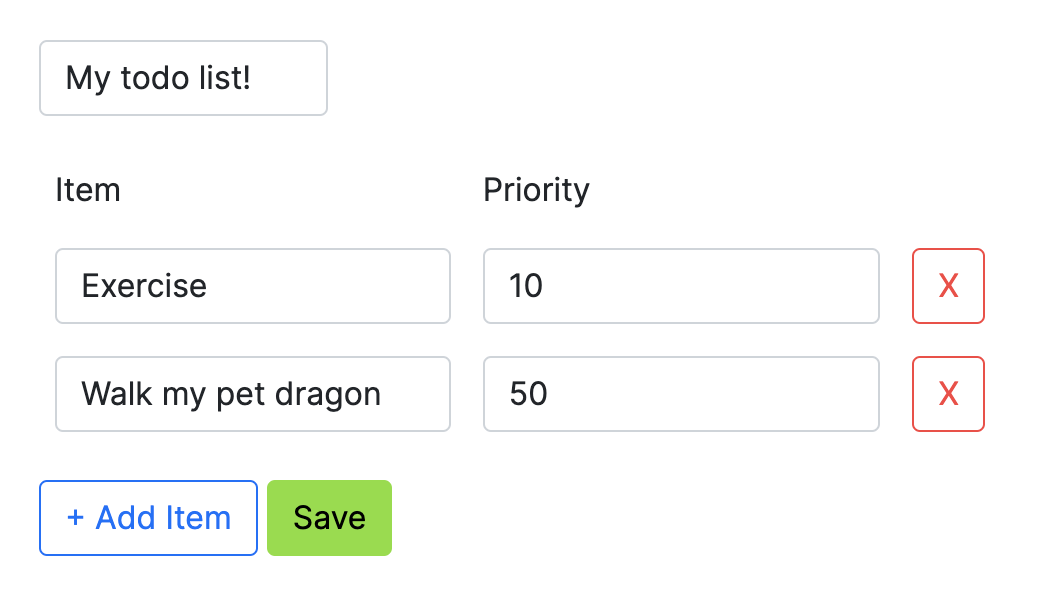 My todo list!
Item Priority
Exercise 10 X
Walk my pet dragon 50 X
+ Add Item Save